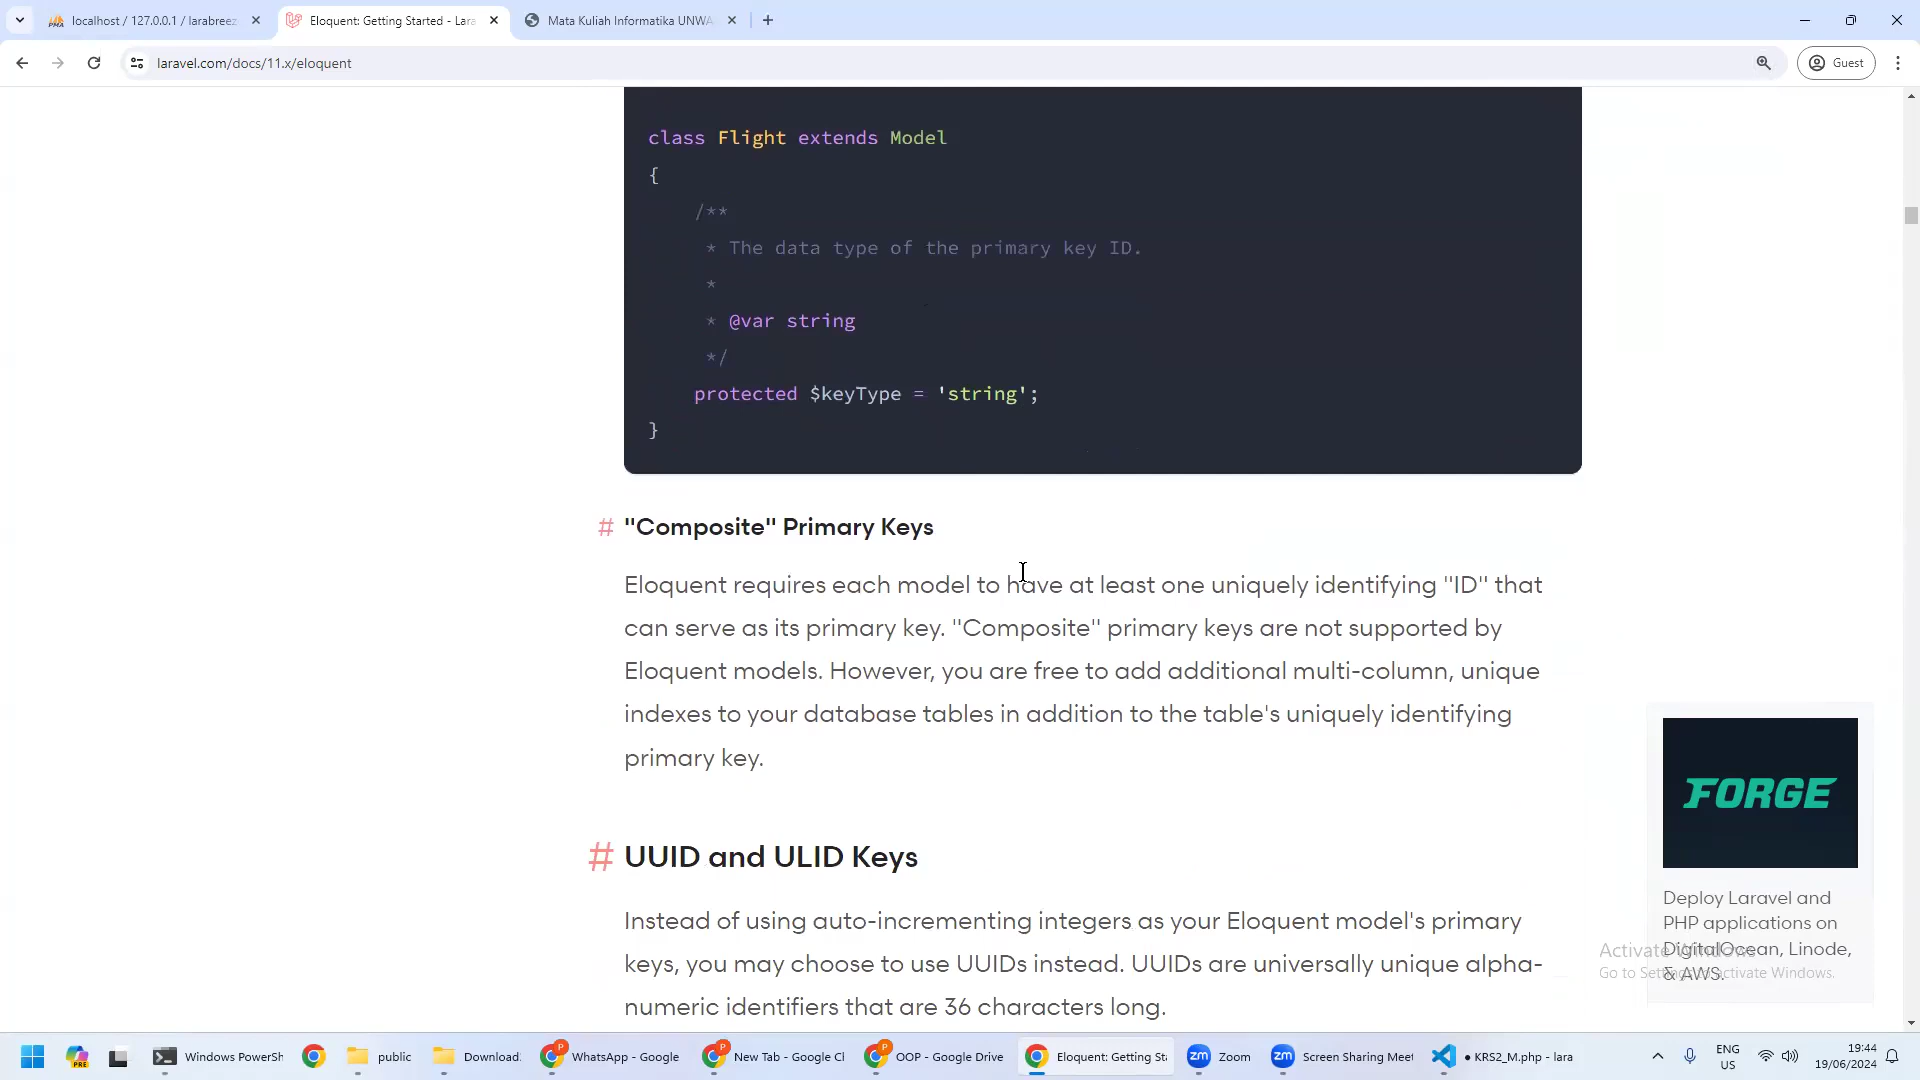 localhost / 127.0.0.1 / larabreez
Eloquent: Getting Started - Lara
Mata Kuliah Informatika UNWA
laravel.com/docs/11.x/eloquent
Guest
class Flight extends Model
{
/**
* The data type of the primary key ID.
*
* @var string
*/
protected $keyType = 'string';
}
# "Composite" Primary Keys
Eloquent requires each model to have at least one uniquely identifying "ID" that
can serve as its primary key. "Composite" primary keys are not supported by
Eloquent models. However, you are free to add additional multi-column, unique
indexes to your database tables in addition to the table's uniquely identifying
primary key.
# UUID and ULID Keys
Instead of using auto-incrementing integers as your Eloquent model's primary
keys, you may choose to use UUIDs instead. UUIDs are universally unique alpha-
numeric identifiers that are 36 characters long.
FORGE
Deploy Laravel and
PHP applications on
DigitalOcean, Linode,
& AWS.
Activate Windows
Go to Settings to activate Windows.
Windows PowerSh
public
Download
WhatsApp - Google
New Tab - Google Cl
OOP - Google Drive
Eloquent: Getting St
Zoom
Screen Sharing Meet
• KRS2_M.php - lara
ENG
US
19:44
19/06/2024